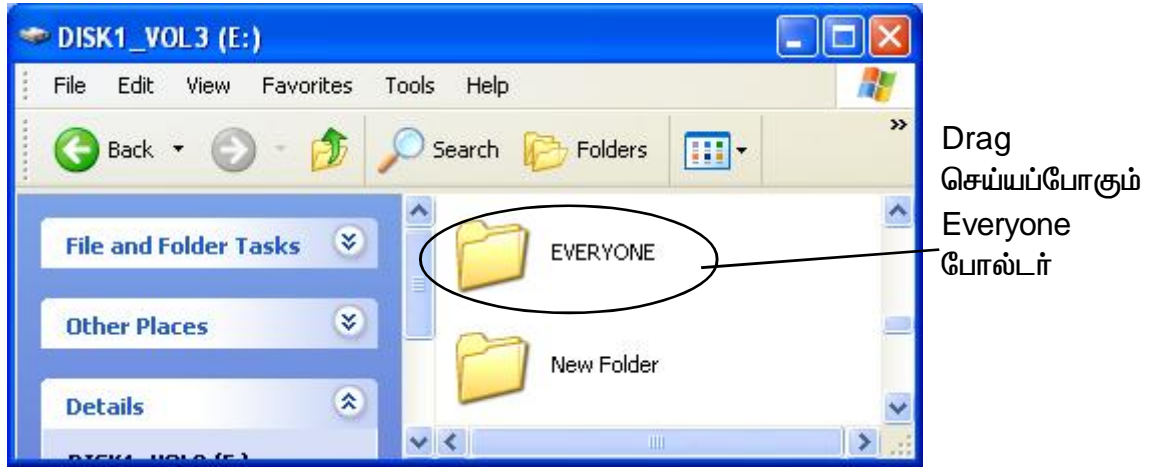 DISK1_VOL3 (E:)
File Edit View Favorites Tools Help
Back Search Folders »
File and Folder Tasks
Other Places
Details
EVERYONE
New Folder
Drag
செய்யப்போகும்
Everyone
போல்டர்